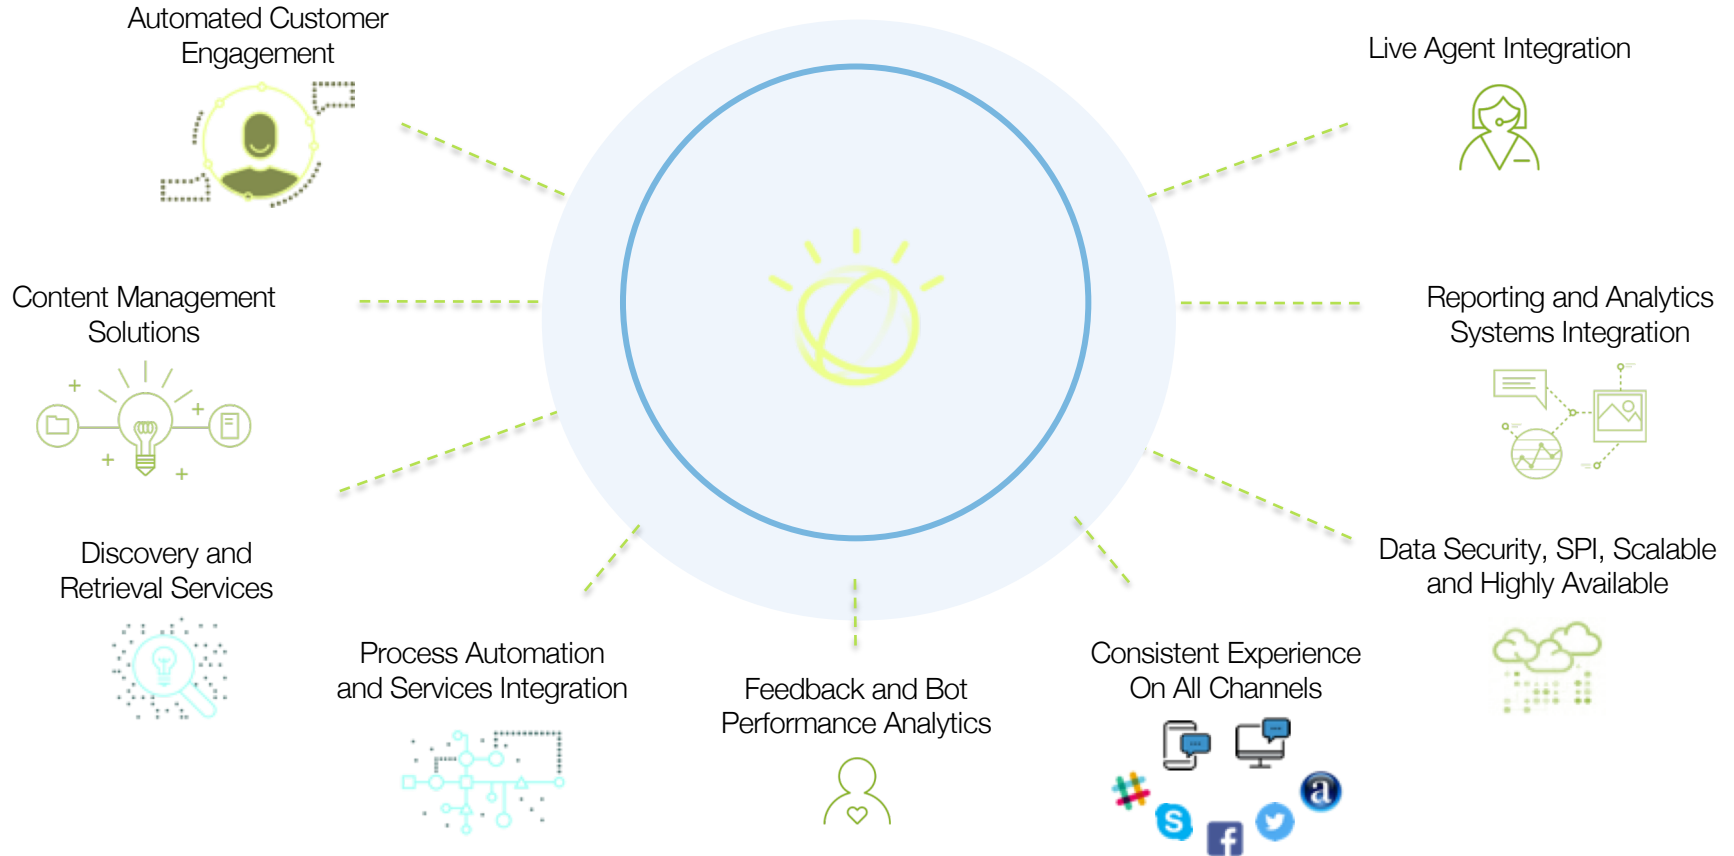 Automated Customer
Engagement
Live Agent Integration
Content Management
Solutions
Reporting and Analytics
Systems Integration
Discovery and
Retrieval Services
Data Security, SPI, Scalable
and Highly Available
Process Automation
and Services Integration
Feedback and Bot
Performance Analytics
Consistent Experience
On All Channels
a
S
f